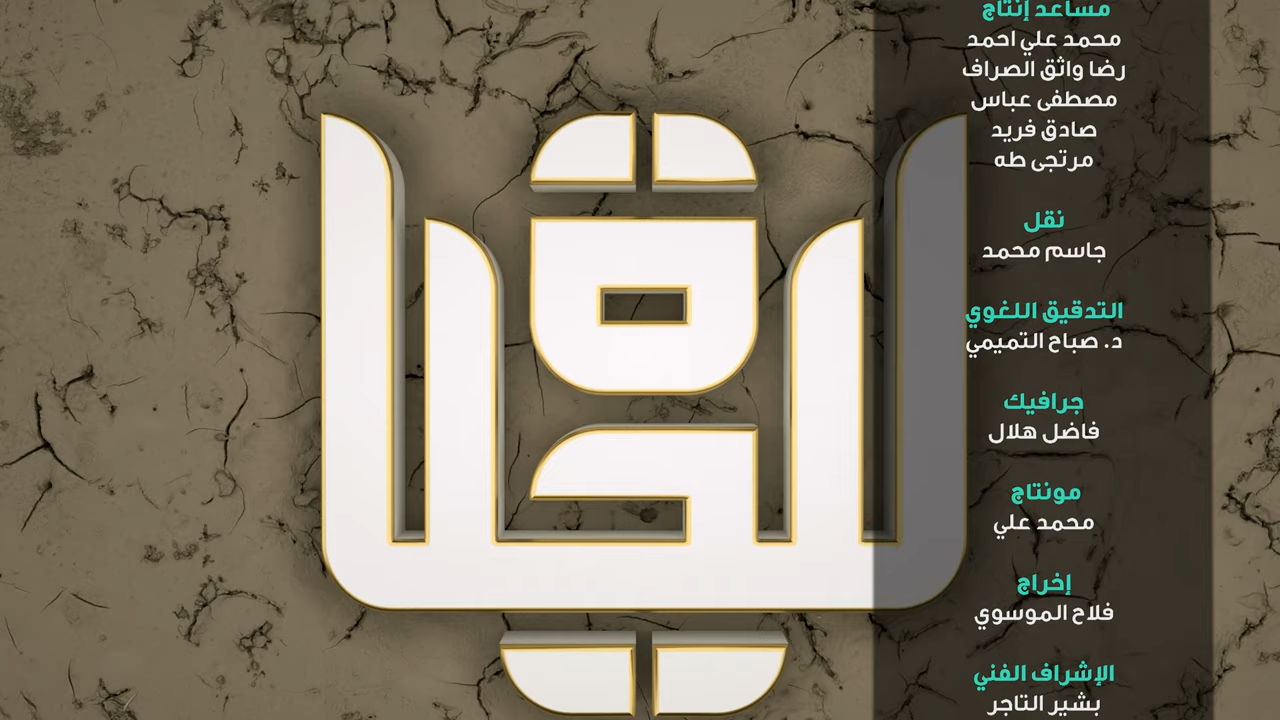 مساعد إنتاج
محمد علي احمد
رضا واثق الصراف
مصطفى عباس
صادق فريد
مرتجى طه
نقل
جاسم محمد
التدقيق اللغوي
د. صباح التميمي
جرافيك
فاضل هلال
مونتاج
محمد علي
إخراج
فلاح الموسوي
الإشراف الفني
بشير التاجر